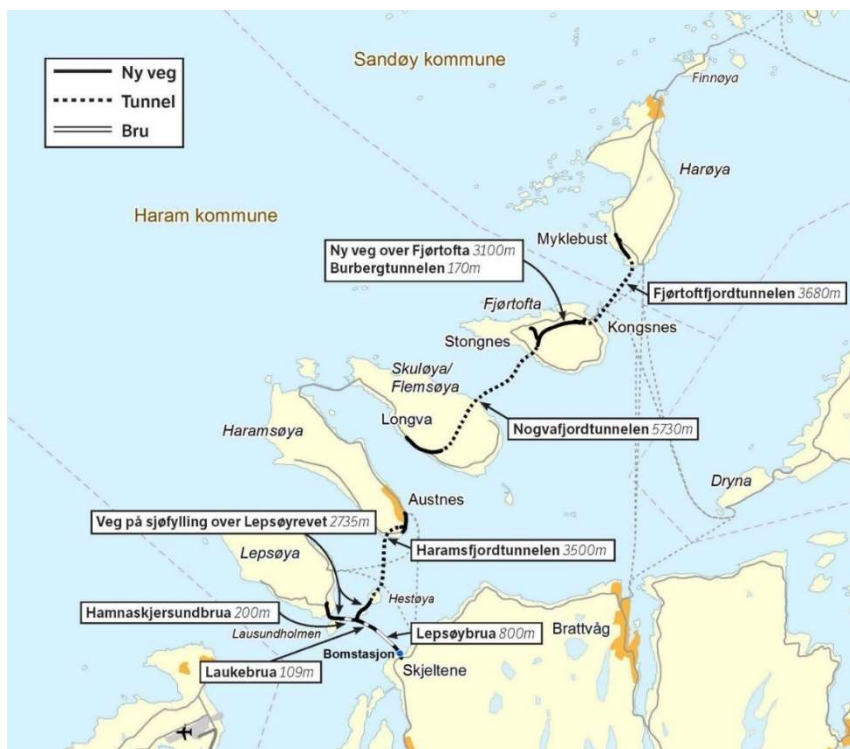 Sandøy kommune
Ny veg
Tunnel
Bru
Finnøya
Harøya
Haram kommune
Myklebust
Ny veg over Fjørtofta 3100m
Burbergtunnelen 170m
Fjørtoftfjordtunnelen 3680m
Fjørtofta
Kongsnes
Stongnes
Skuløya/
Flemsøya
Longva
Nogvafjordtunnelen 5730m
Haramsøya
Dryna
Austnes
Veg på sjøfylling over Lepsøyrevet 2735m
Haramsfjordtunnelen 3500m
Lepsøya
Hestøya
Hamnaskjersundbrua 200m
Lausundholmen
Lepsøybrua 800m
Brattvåg
Bomstasjon
Skjeltene
Laukebrua 109m